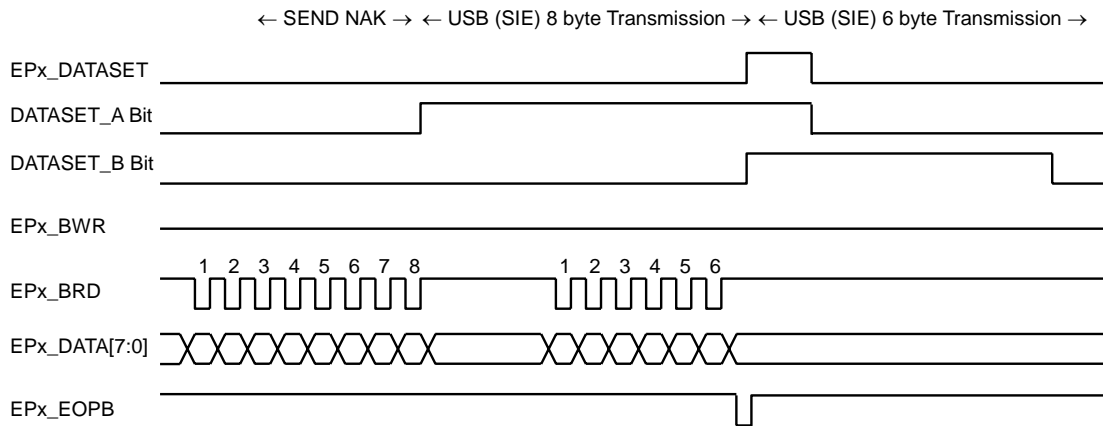 ← SEND NAK → ← USB (SIE) 8 byte Transmission → ← USB (SIE) 6 byte Transmission →
EPx_DATASET
DATASET_A Bit
DATASET_B Bit
EPx_BWR
1 2 3 4 5 6 7 8 1 2 3 4 5 6
EPx_BRD
EPx_DATA[7:0]
EPx_EOPB